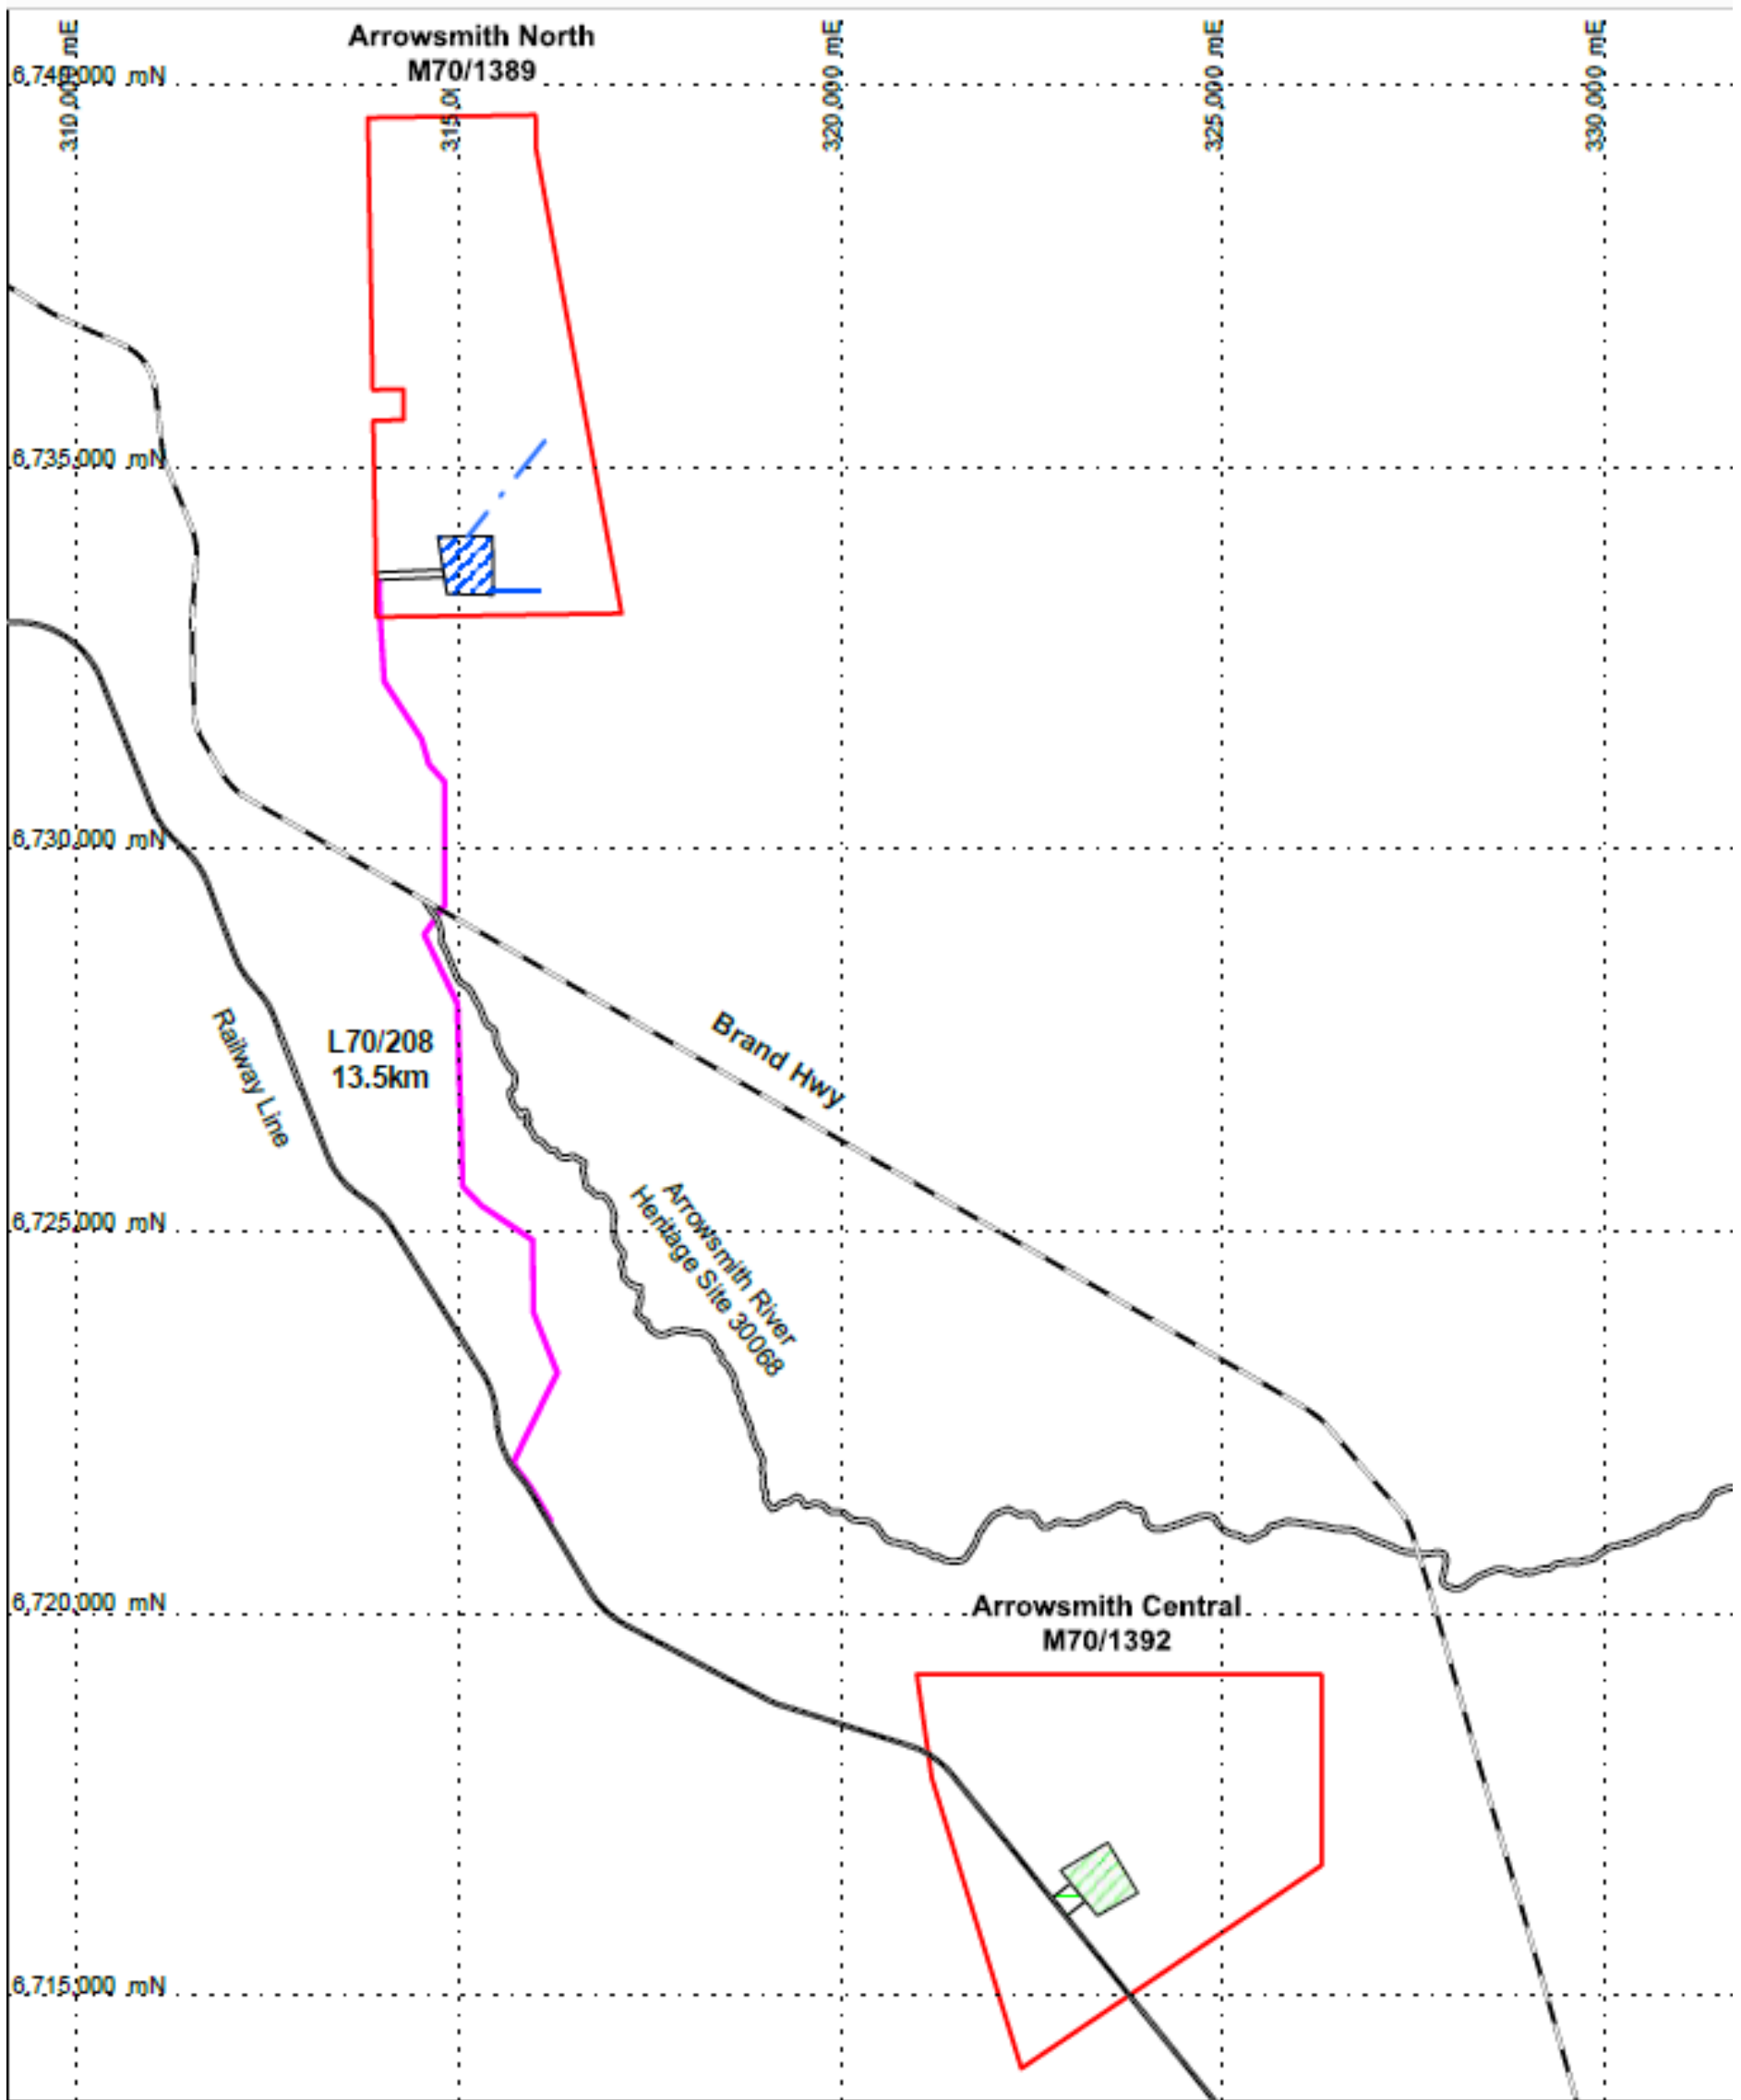 Arrowsmith North
M70/1389
310,000 mE
315,0
320,000 mE
325,000 mE
330,000 mE
6,740,000 mN
6,735,000 mN
6,730,000 mN
Railway Line
L70/208
13.5km
Brand Hwy
Arrowsmith River
Heritage Site 30068
6,725,000 mN
6,720,000 mN
Arrowsmith Central
M70/1392
6,715,000 mN